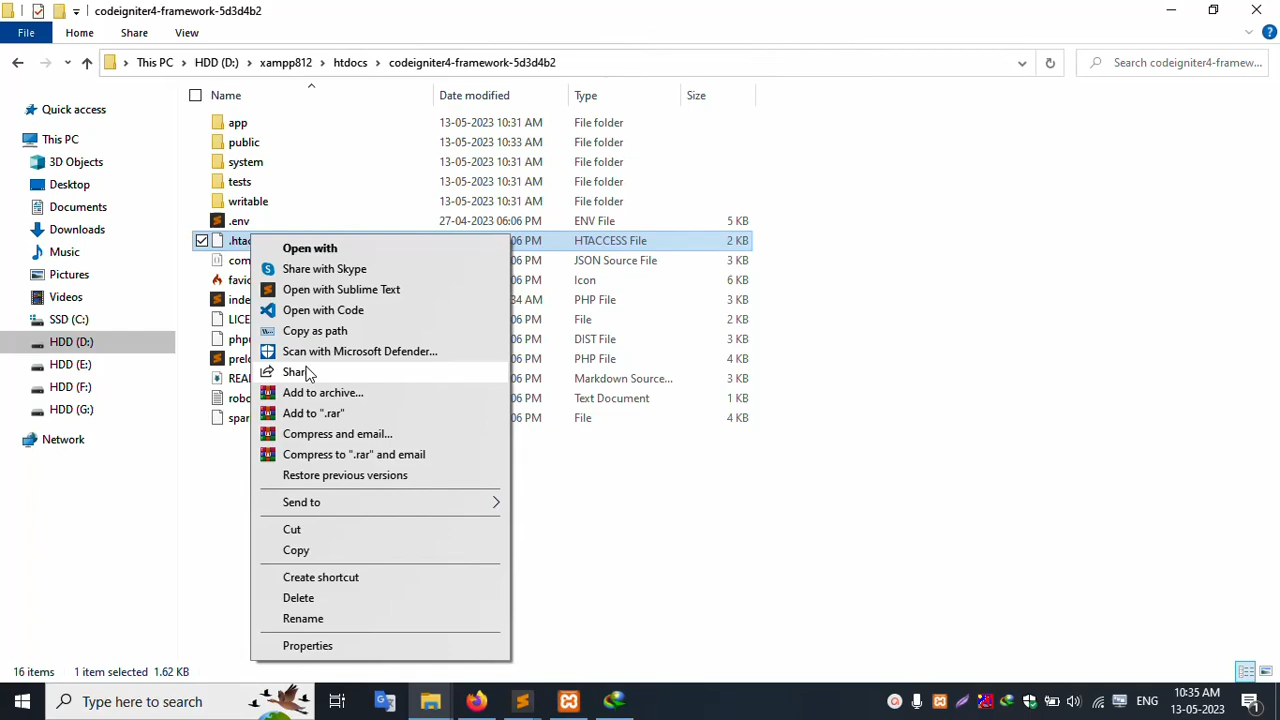 codeigniter4-framework-5d3d4b2
File
Home
Share
View
This PC
HDD (D:)
xampp812
htdocs
codeigniter4-framework-5d3d4b2
Search codeigniter4-framew...
Name
Date modified
Type
Size
Quick access
This PC
3D Objects
Desktop
Documents
Downloads
Music
Pictures
Videos
SSD (C:)
HDD (D:)
HDD (E:)
HDD (F:)
HDD (G:)
Network
app 13-05-2023 10:31 AM File folder
public 13-05-2023 10:33 AM File folder
system 13-05-2023 10:31 AM File folder
tests 13-05-2023 10:31 AM File folder
writable 13-05-2023 10:31 AM File folder
.env 27-04-2023 06:06 PM ENV File 5 KB
.htac 06 PM HTACCESS File 2 KB
com 06 PM JSON Source File 3 KB
favic 06 PM Icon 6 KB
inde 34 AM PHP File 3 KB
LICE 06 PM File 2 KB
php 06 PM DIST File 3 KB
prelo 06 PM PHP File 4 KB
REA 06 PM Markdown Source... 3 KB
robo 06 PM Text Document 1 KB
spar 06 PM File 4 KB
Open with
Share with Skype
Open with Sublime Text
Open with Code
Copy as path
Scan with Microsoft Defender...
Shar
Add to archive...
Add to ".rar"
Compress and email...
Compress to ".rar" and email
Restore previous versions
Send to
Cut
Copy
Create shortcut
Delete
Rename
Properties
16 items
1 item selected 1.62 KB
Type here to search
ENG
10:35 AM
13-05-2023